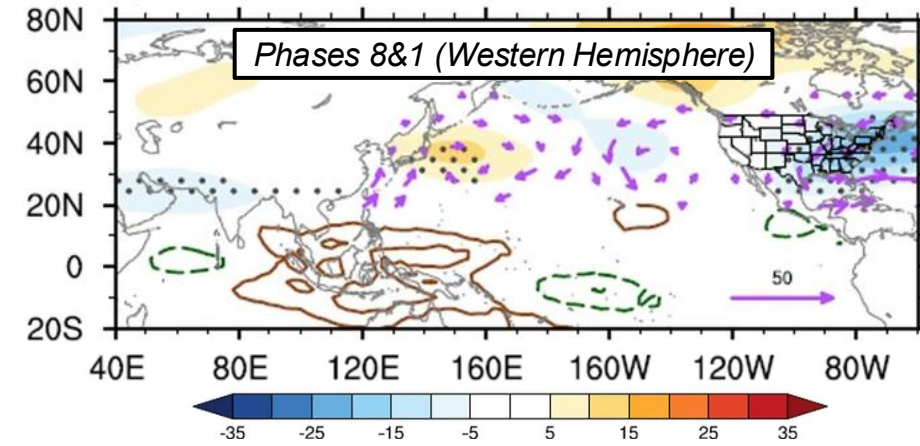 80N
Phases 8&1 (Western Hemisphere)
60N
40N
20N
0
50
20S
40E 80E 120E 160E 160W 120W 80W
-35 -25 -15 -5 5 15 25 35